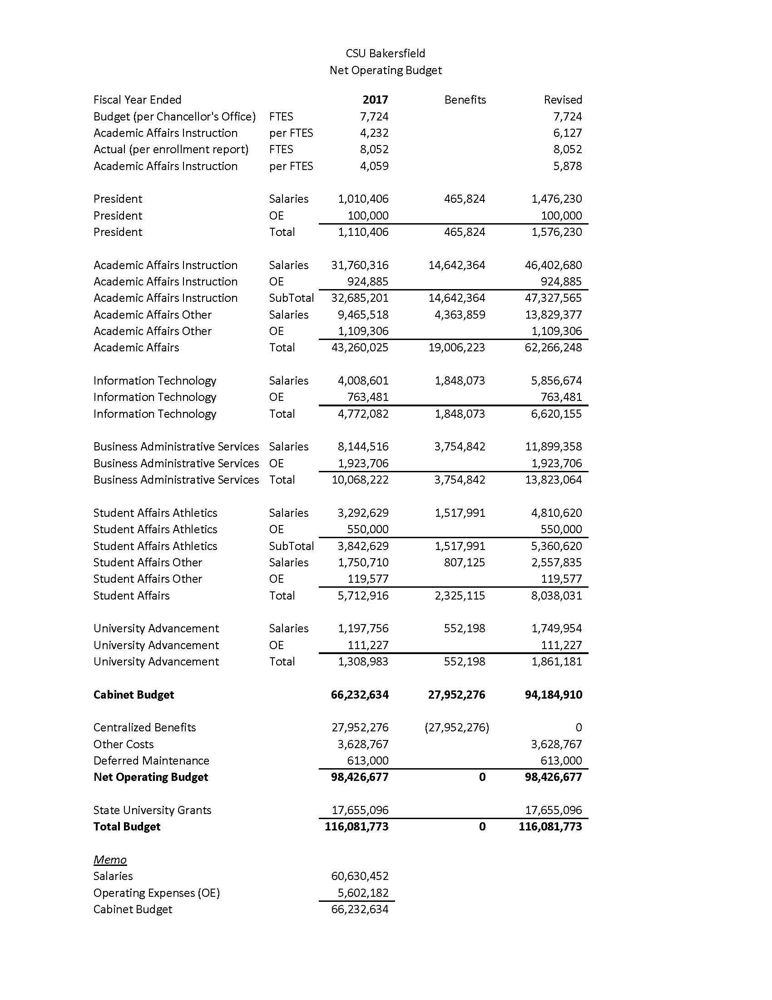 CSU Bakersfield
Net Operating Budget
Fiscal Year Ended 2017 Benefits Revised
Budget (per Chancellor's Office) FTES 7,724 7,724
Academic Affairs Instruction per FTES 4,232 6,127
Actual (per enrollment report) FTES 8,052 8,052
Academic Affairs Instruction per FTES 4,059 5,878
President Salaries 1,010,406 465,824 1,476,230
President OE 100,000 100,000
President Total 1,110,406 465,824 1,576,230
Academic Affairs Instruction Salaries 31,760,316 14,642,364 46,402,680
Academic Affairs Instruction OE 924,885 924,885
Academic Affairs Instruction SubTotal 32,685,201 14,642,364 47,327,565
Academic Affairs Other Salaries 9,465,518 4,363,859 13,829,377
Academic Affairs Other OE 1,109,306 1,109,306
Academic Affairs Total 43,260,025 19,006,223 62,266,248
Information Technology Salaries 4,008,601 1,848,073 5,856,674
Information Technology OE 763,481 763,481
Information Technology Total 4,772,082 1,848,073 6,620,155
Business Administrative Services Salaries 8,144,516 3,754,842 11,899,358
Business Administrative Services OE 1,923,706 1,923,706
Business Administrative Services Total 10,068,222 3,754,842 13,823,064
Student Affairs Athletics Salaries 3,292,629 1,517,991 4,810,620
Student Affairs Athletics OE 550,000 550,000
Student Affairs Athletics SubTotal 3,842,629 1,517,991 5,360,620
Student Affairs Other Salaries 1,750,710 807,125 2,557,835
Student Affairs Other OE 119,577 119,577
Student Affairs Total 5,712,916 2,325,115 8,038,031
University Advancement Salaries 1,197,756 552,198 1,749,954
University Advancement OE 111,227 111,227
University Advancement Total 1,308,983 552,198 1,861,181
Cabinet Budget 66,232,634 27,952,276 94,184,910
Centralized Benefits 27,952,276 (27,952,276) 0
Other Costs 3,628,767 3,628,767
Deferred Maintenance 613,000 613,000
Net Operating Budget 98,426,677 0 98,426,677
State University Grants 17,655,096 17,655,096
Total Budget 116,081,773 0 116,081,773
Memo
Salaries 60,630,452
Operating Expenses (OE) 5,602,182
Cabinet Budget 66,232,634